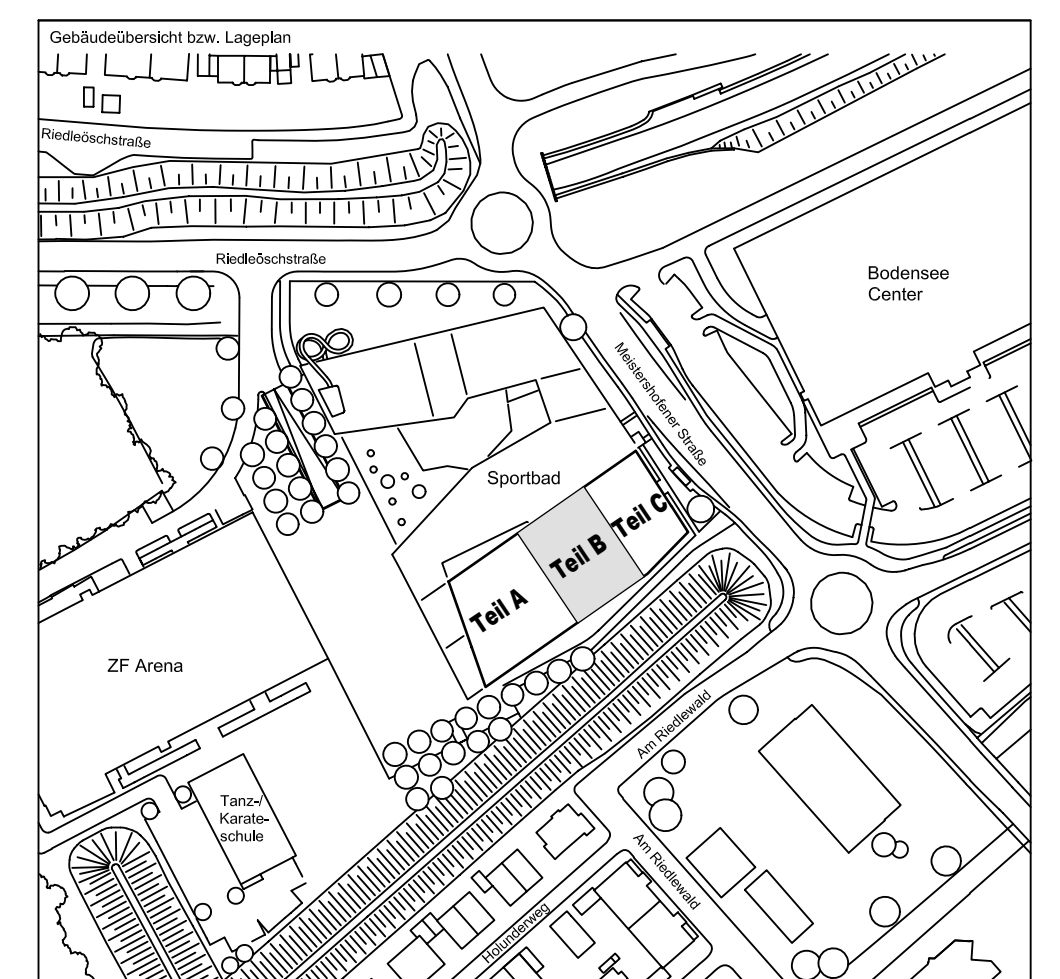 Gebäudeübersicht bzw. Lageplan
Riedleöschstraße
Riedleöschstraße
Bodensee
Center
Meistershofener Straße
Sportbad
Teil C
Teil B
Teil A
ZF Arena
Am Riedlewald
Tanz-/
Karate-
schule
Am Riedlewald
Holunderweg